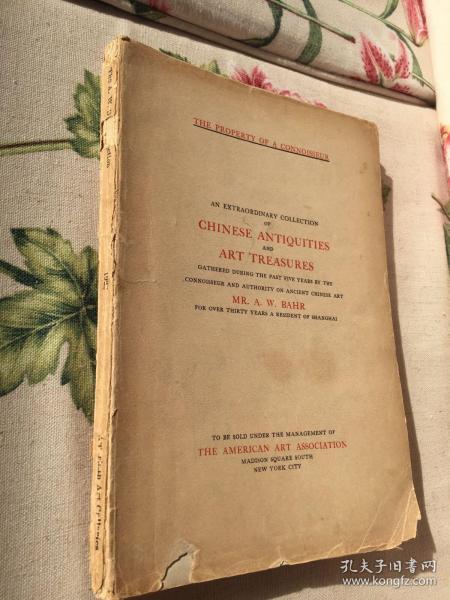 THE PROPERTY OF A CONNOISSEUR
AN EXTRAORDINARY COLLECTION
OF
CHINESE ANTIQUITIES
AND
ART TREASURES
GATHERED DURING THE PAST FIVE YEARS BY THE
CONNOISSEUR AND AUTHORITY ON ANCIENT CHINESE ART
MR. A. W. BAHR
FOR OVER THIRTY YEARS A RESIDENT OF SHANGHAI
TO BE SOLD UNDER THE MANAGEMENT OF
THE AMERICAN ART ASSOCIATION
MADISON SQUARE SOUTH
NEW YORK CITY
The A. W.
孔夫子旧书网
www.kongfz.com